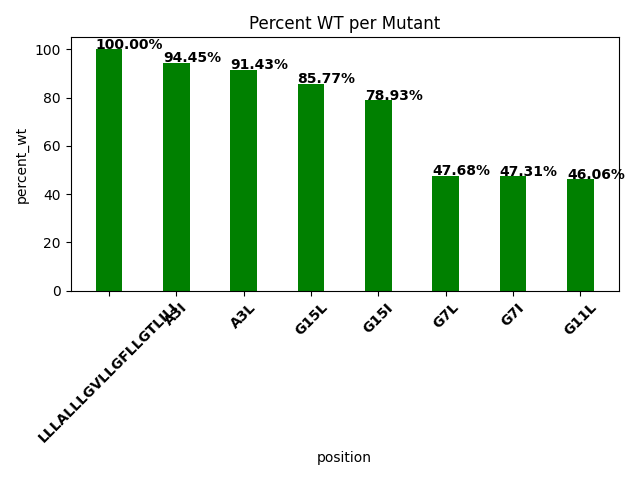 Percent WT per Mutant
100.00%
94.45%
91.43%
85.77%
78.93%
47.68%
47.31%
46.06%
100
80
60
40
20
0
percent_wt
A3I
A3L
G15L
G15I
G7L
G7I
G11L
position